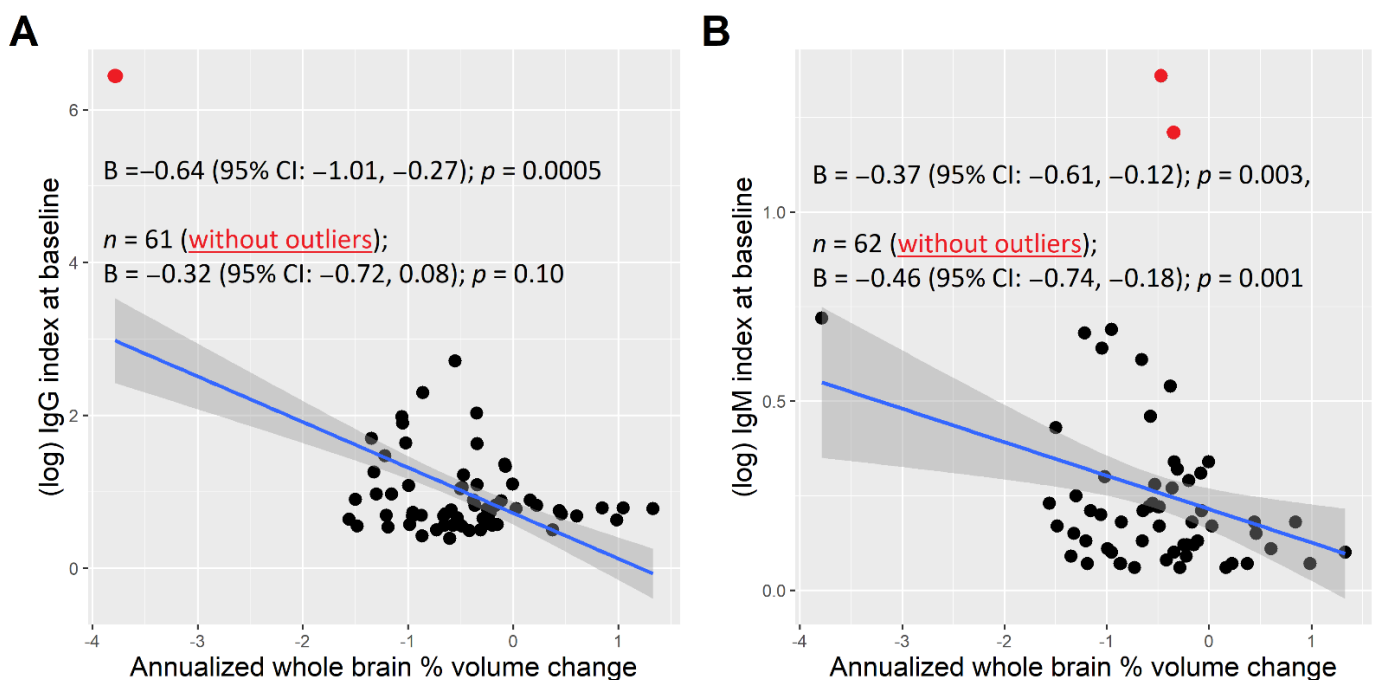 A
(log) IgG index at baseline
6
4
2
0
B =−0.64 (95% CI: −1.01, −0.27); p = 0.0005
n = 61 (without outliers);
B = −0.32 (95% CI: −0.72, 0.08); p = 0.10
-4
-3
-2
-1
0
1
Annualized whole brain % volume change
B
(log) IgM index at baseline
1.0
0.5
0.0
B = −0.37 (95% CI: −0.61, −0.12); p = 0.003,
n = 62 (without outliers);
B = −0.46 (95% CI: −0.74, −0.18); p = 0.001
-4
-3
-2
-1
0
1
Annualized whole brain % volume change